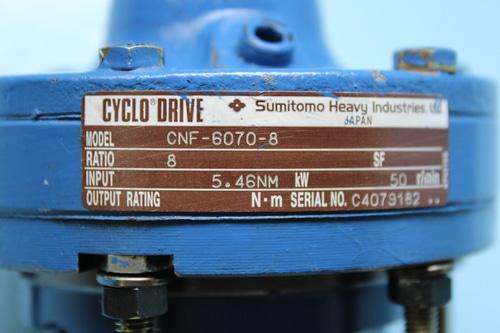 CYCLO® DRIVE Sumitomo Heavy Industries, Ltd.
JAPAN
MODEL CNF-6070-8
RATIO 8 SF
INPUT 5.46NM kW 50 r/min
OUTPUT RATING N·m SERIAL NO. C4079182